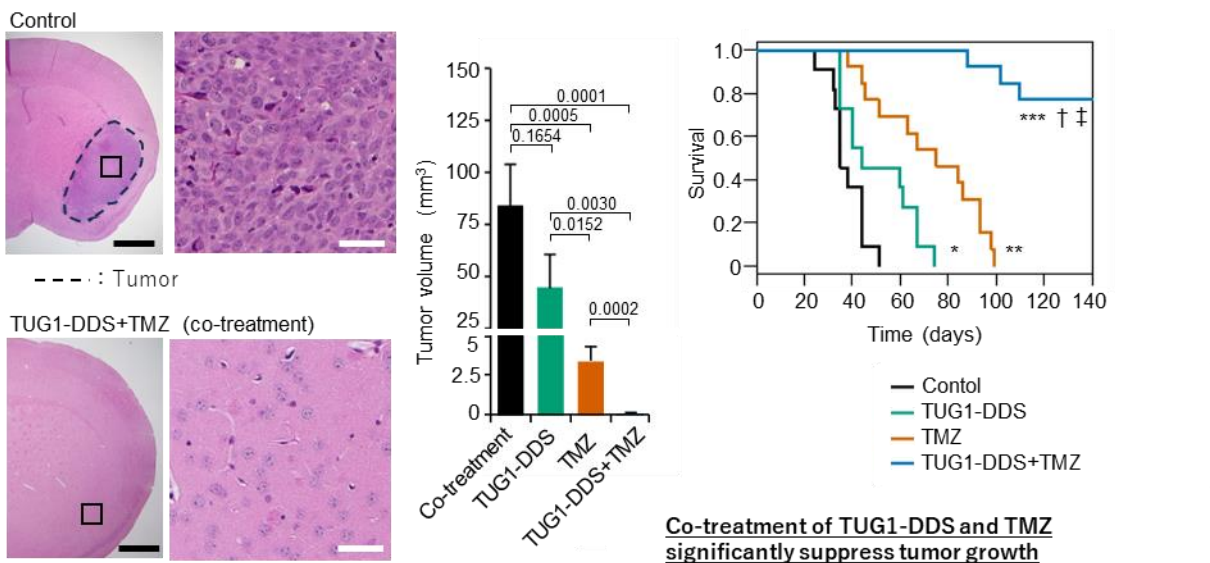 Control
: Tumor
TUG1-DDS+TMZ (co-treatment)
Tumor volume (mm³)
150
125
100
75
50
25
5
2.5
0
0.0001
0.0005
0.1654
0.0030
0.0152
0.0002
Co-treatment
TUG1-DDS
TMZ
TUG1-DDS+TMZ
Survival
1.0
0.8
0.6
0.4
0.2
0
*** † ‡
*
**
0 20 40 60 80 100 120 140
Time (days)
Contol
TUG1-DDS
TMZ
TUG1-DDS+TMZ
Co-treatment of TUG1-DDS and TMZ
significantly suppress tumor growth